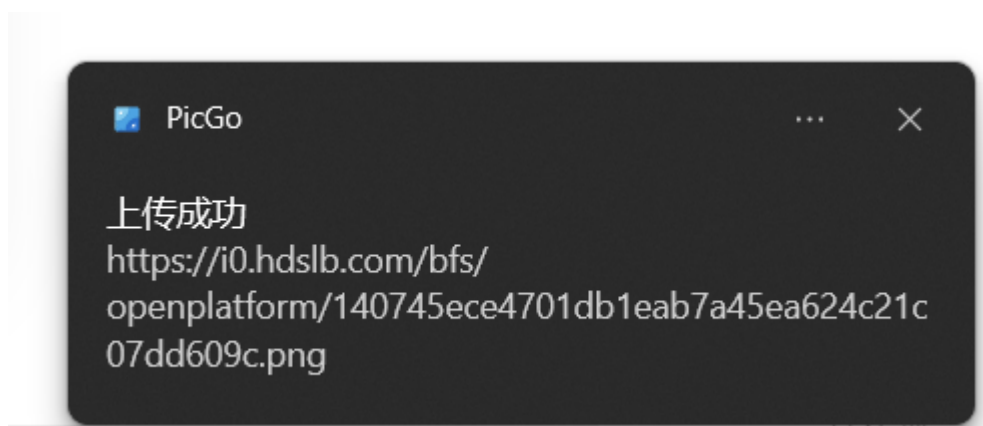 PicGo
上传成功
https://i0.hdslb.com/bfs/
openplatform/140745ece4701db1eab7a45ea624c21c
07dd609c.png